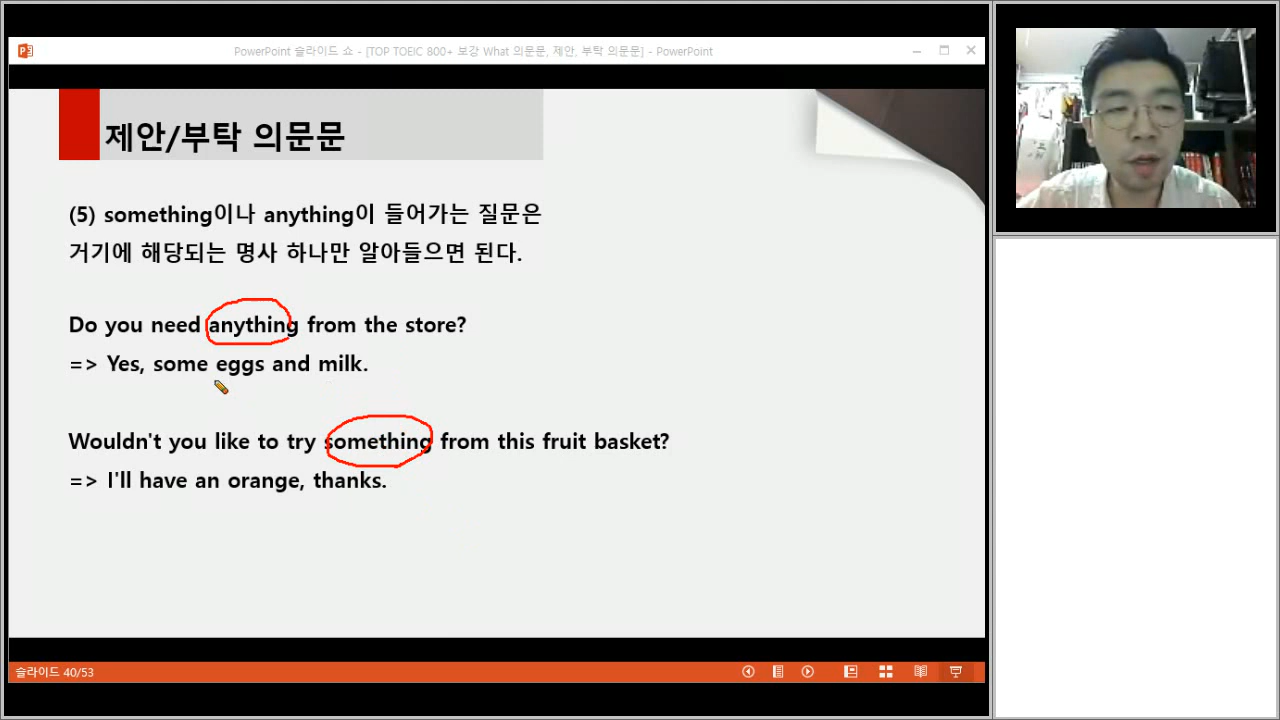 PowerPoint 슬라이드 쇼 - [TOP TOEIC 800+ 보강 What 의문문, 제안, 부탁 의문문] - PowerPoint
제안/부탁 의문문
(5) something이나 anything이 들어가는 질문은
거기에 해당되는 명사 하나만 알아들으면 된다.
Do you need anything from the store?
=> Yes, some eggs and milk.
Wouldn't you like to try something from this fruit basket?
=> I'll have an orange, thanks.
슬라이드 40/53